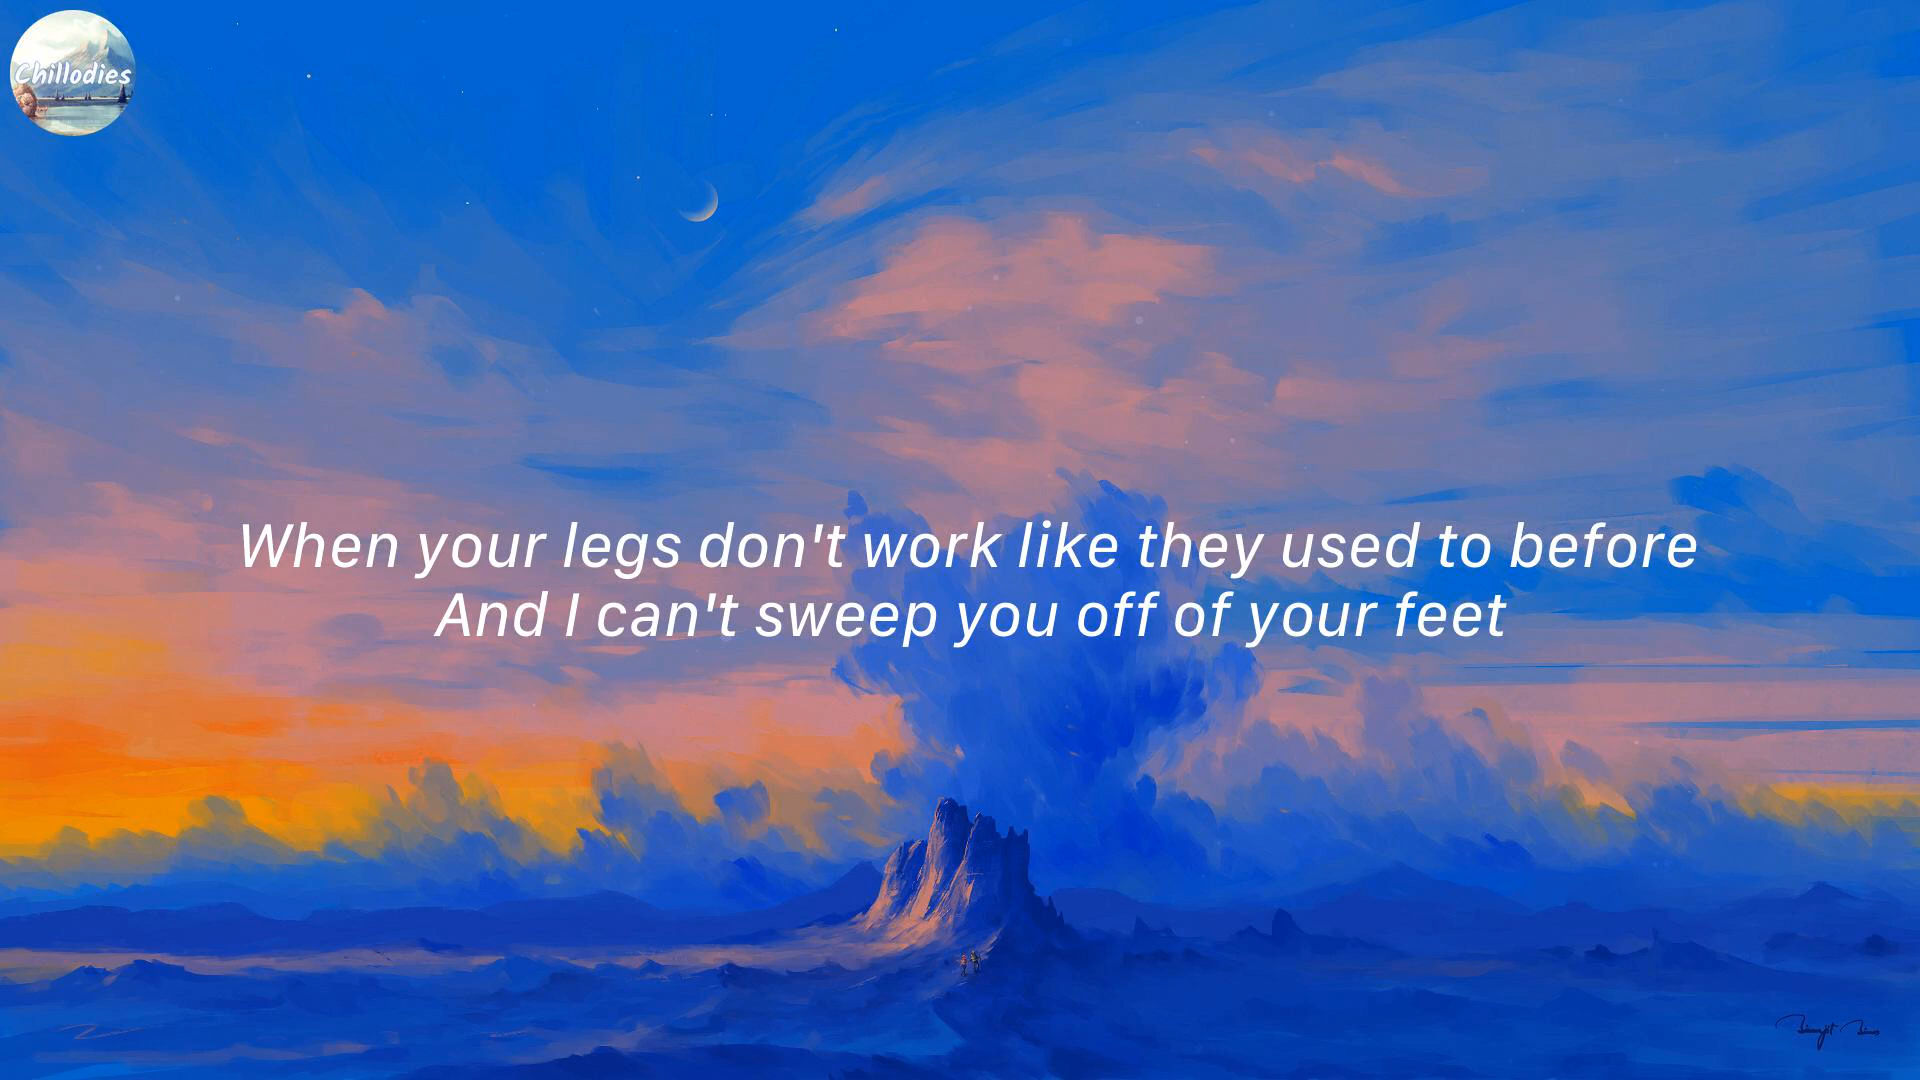 Chillodies
When your legs don't work like they used to before
And I can't sweep you off of your feet